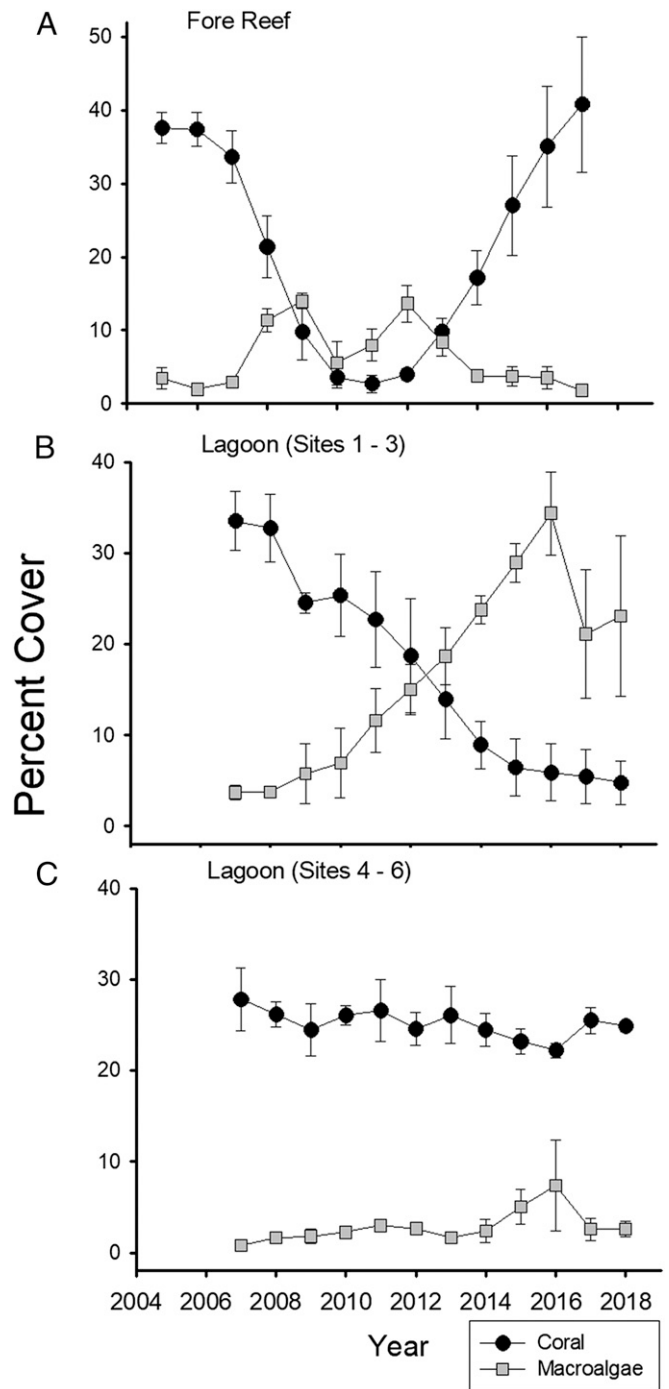 A
Fore Reef
50
40
30
20
10
0
B
Lagoon (Sites 1 - 3)
40
30
20
10
0
Percent Cover
C
Lagoon (Sites 4 - 6)
40
30
20
10
0
2004 2006 2008 2010 2012 2014 2016 2018
Year
Coral
Macroalgae